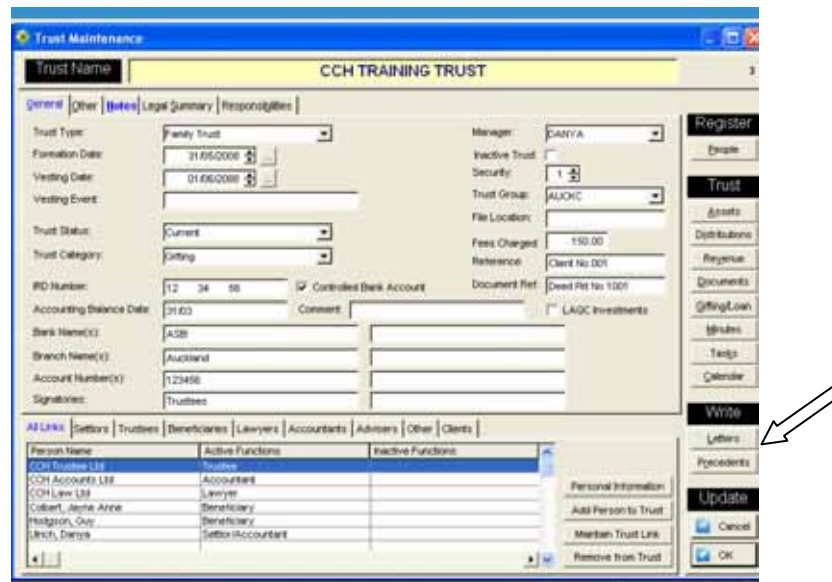 Trust Maintenance
Trust Name CCH TRAINING TRUST 3
General Other Notes Legal Summary Responsibilities
Trust Type: Family Trust
Formation Date: 31/05/2008 ...
Vesting Date: 01/06/2008 ...
Vesting Event:
Trust Status: Current
Trust Category: Gifting
IRD Number: 12 34 56 Controlled Bank Account
Accounting Balance Date: 31/03 Comment:
Bank Name(s): ASB
Branch Name(s): Auckland
Account Number(s): 123456
Signatories: Trustees
Manager: DANYA
Inactive Trust
Security: 1
Trust Group: AUCKC
File Location:
Fees Charged: 150.00
Reference: Client No 001
Document Ref: Deed Pkt No 1001
LAQC Investments
Register
People
Trust
Assets
Distributions
Revenue
Documents
Gifting/Loan
Minutes
Tasks
Calendar
Write
Letters
Precedents
Update
Cancel
OK
All Links Settlors Trustees Beneficiaries Lawyers Accountants Advisers Other Clients
Person Name Active Functions Inactive Functions
CCH Trustee Ltd Trustee
CCH Accounts Ltd Accountant
CCH Law Ltd Lawyer
Colbert, Jayne Anne Beneficiary
Hodgson, Guy Beneficiary
Ulrich, Danya Settlor/Accountant
Personal Information
Add Person to Trust
Maintain Trust Link
Remove from Trust